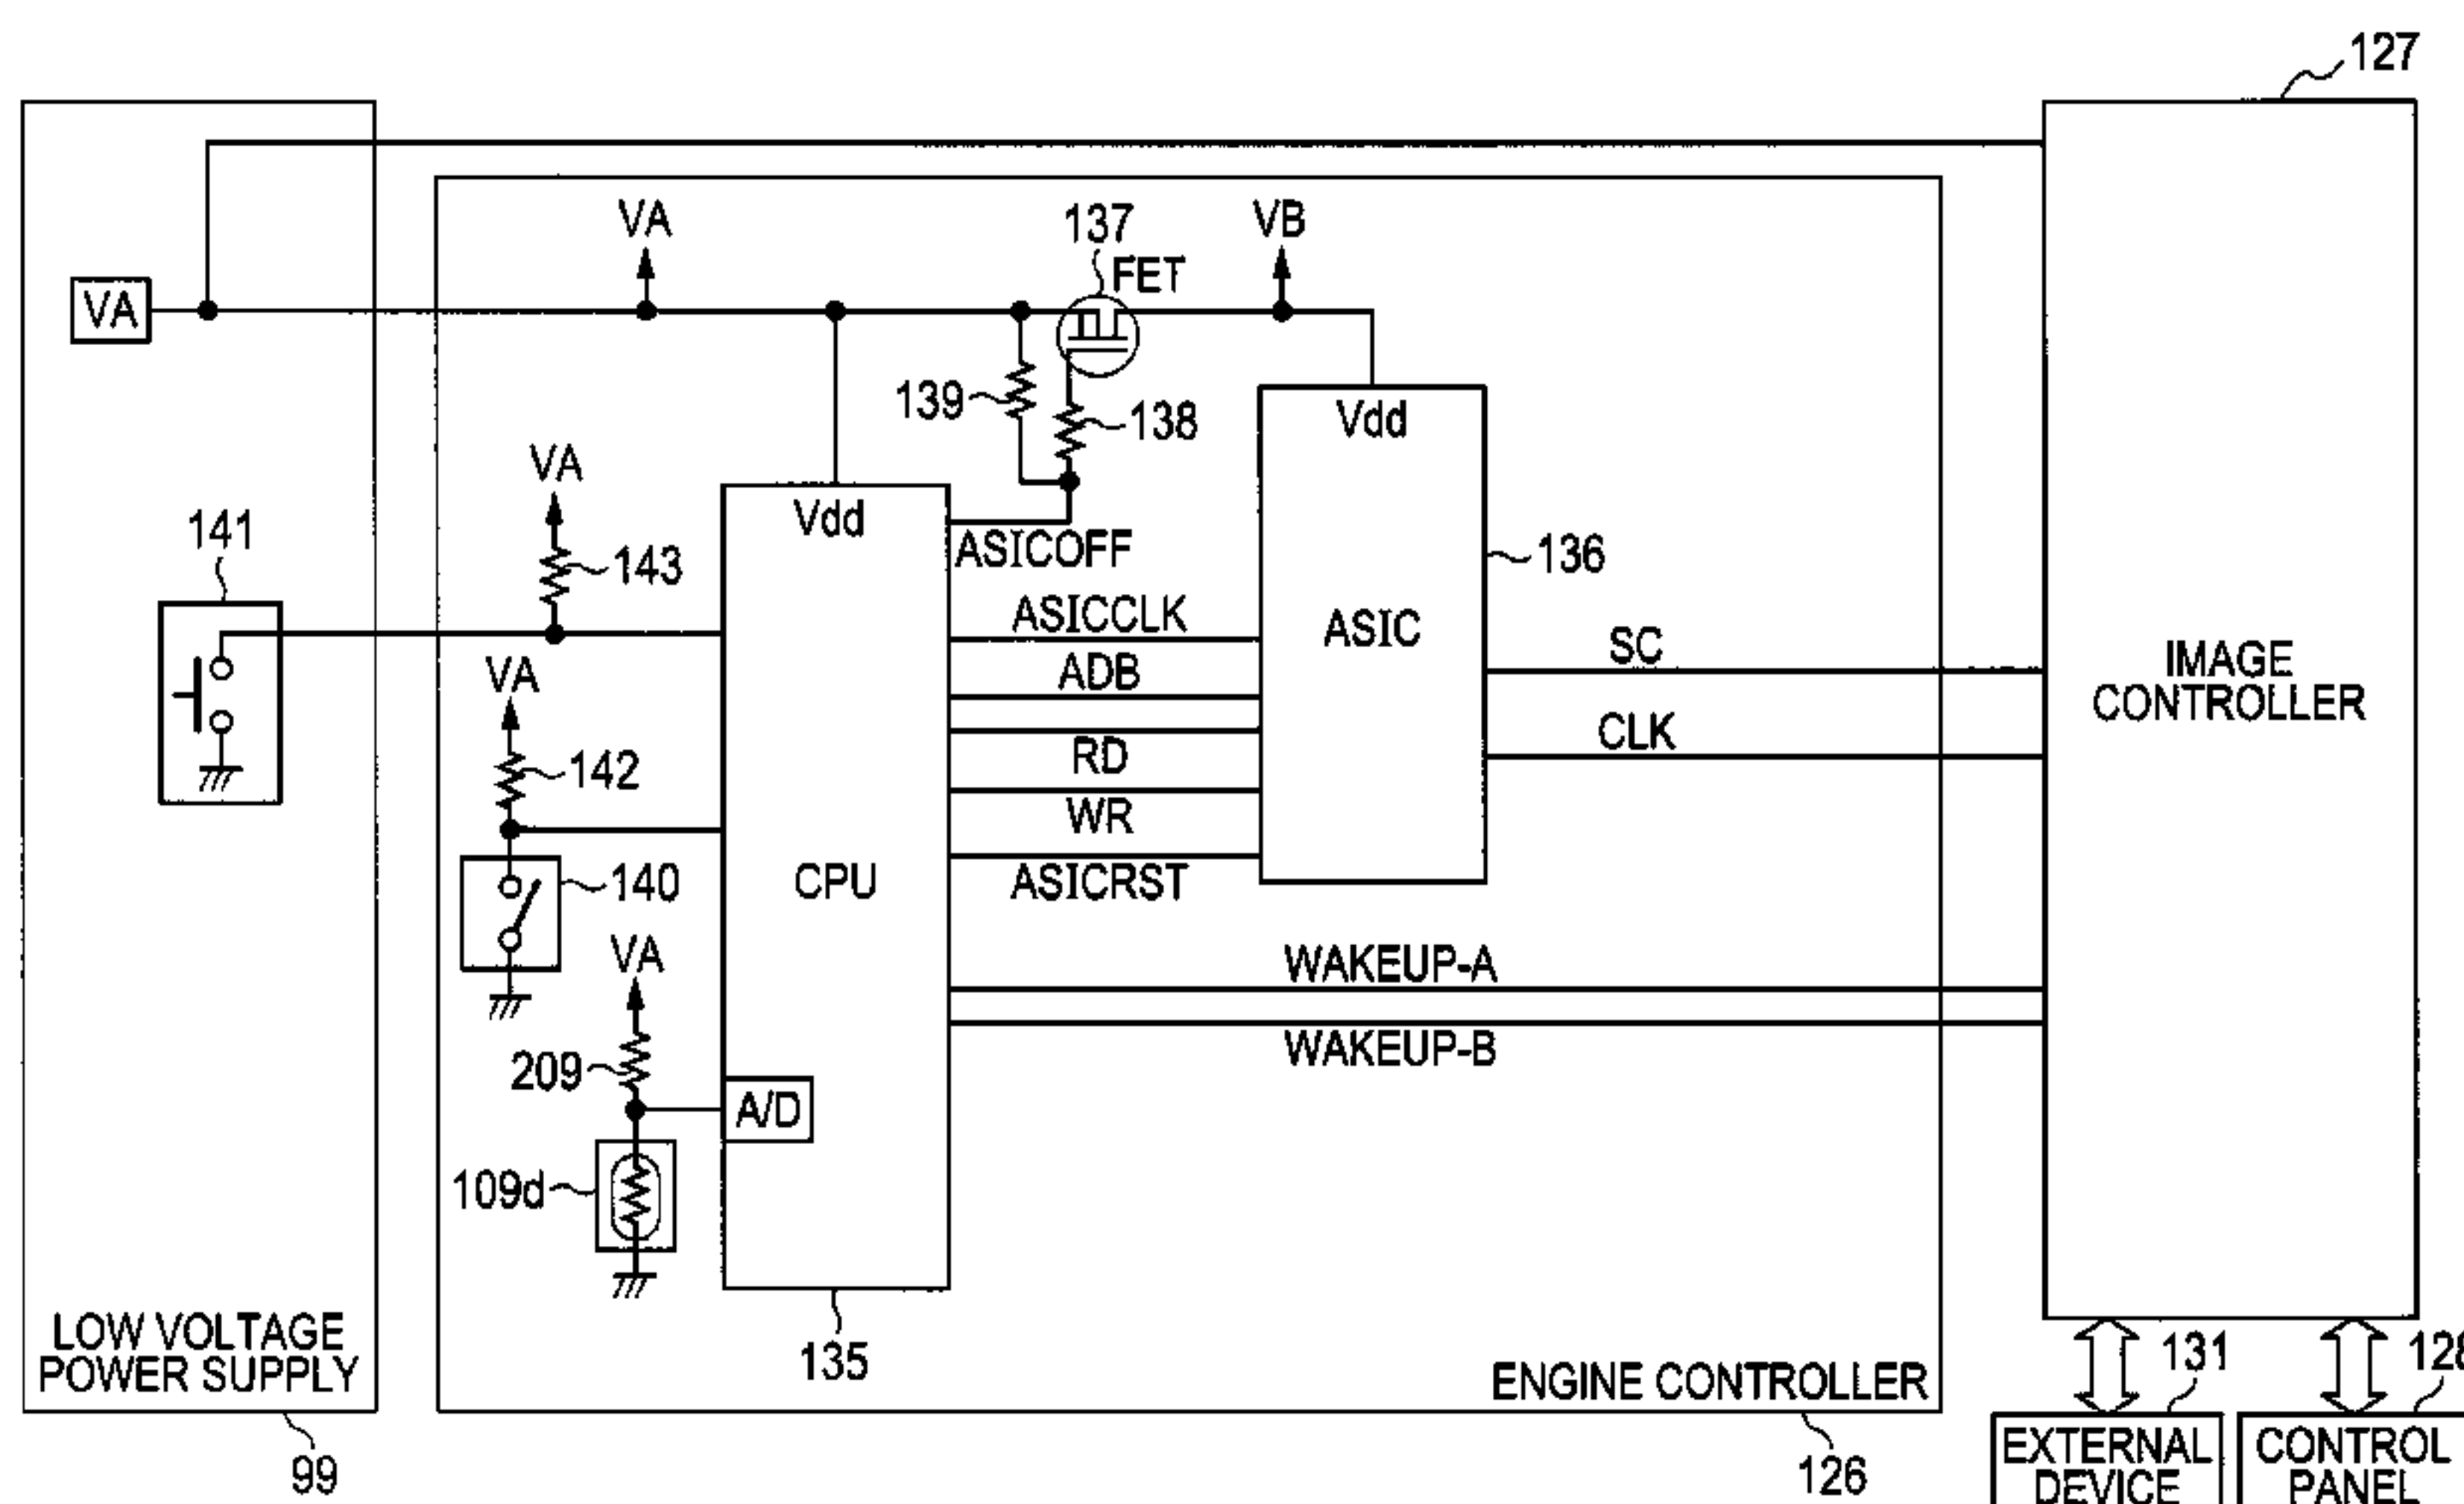 127
VA
137
VB
FET
VA
139
138
Vdd
VA
141
143
Vdd
ASICOFF
136
ASICCLK
ASIC
SC
IMAGE
CONTROLLER
VA
ADB
CLK
142
RD
WR
140
CPU
ASICRST
VA
WAKEUP-A
209
WAKEUP-B
A/D
109d
LOW VOLTAGE
POWER SUPPLY
135
ENGINE CONTROLLER
131
128
99
126
EXTERNAL
DEVICE
CONTROL
PANEL